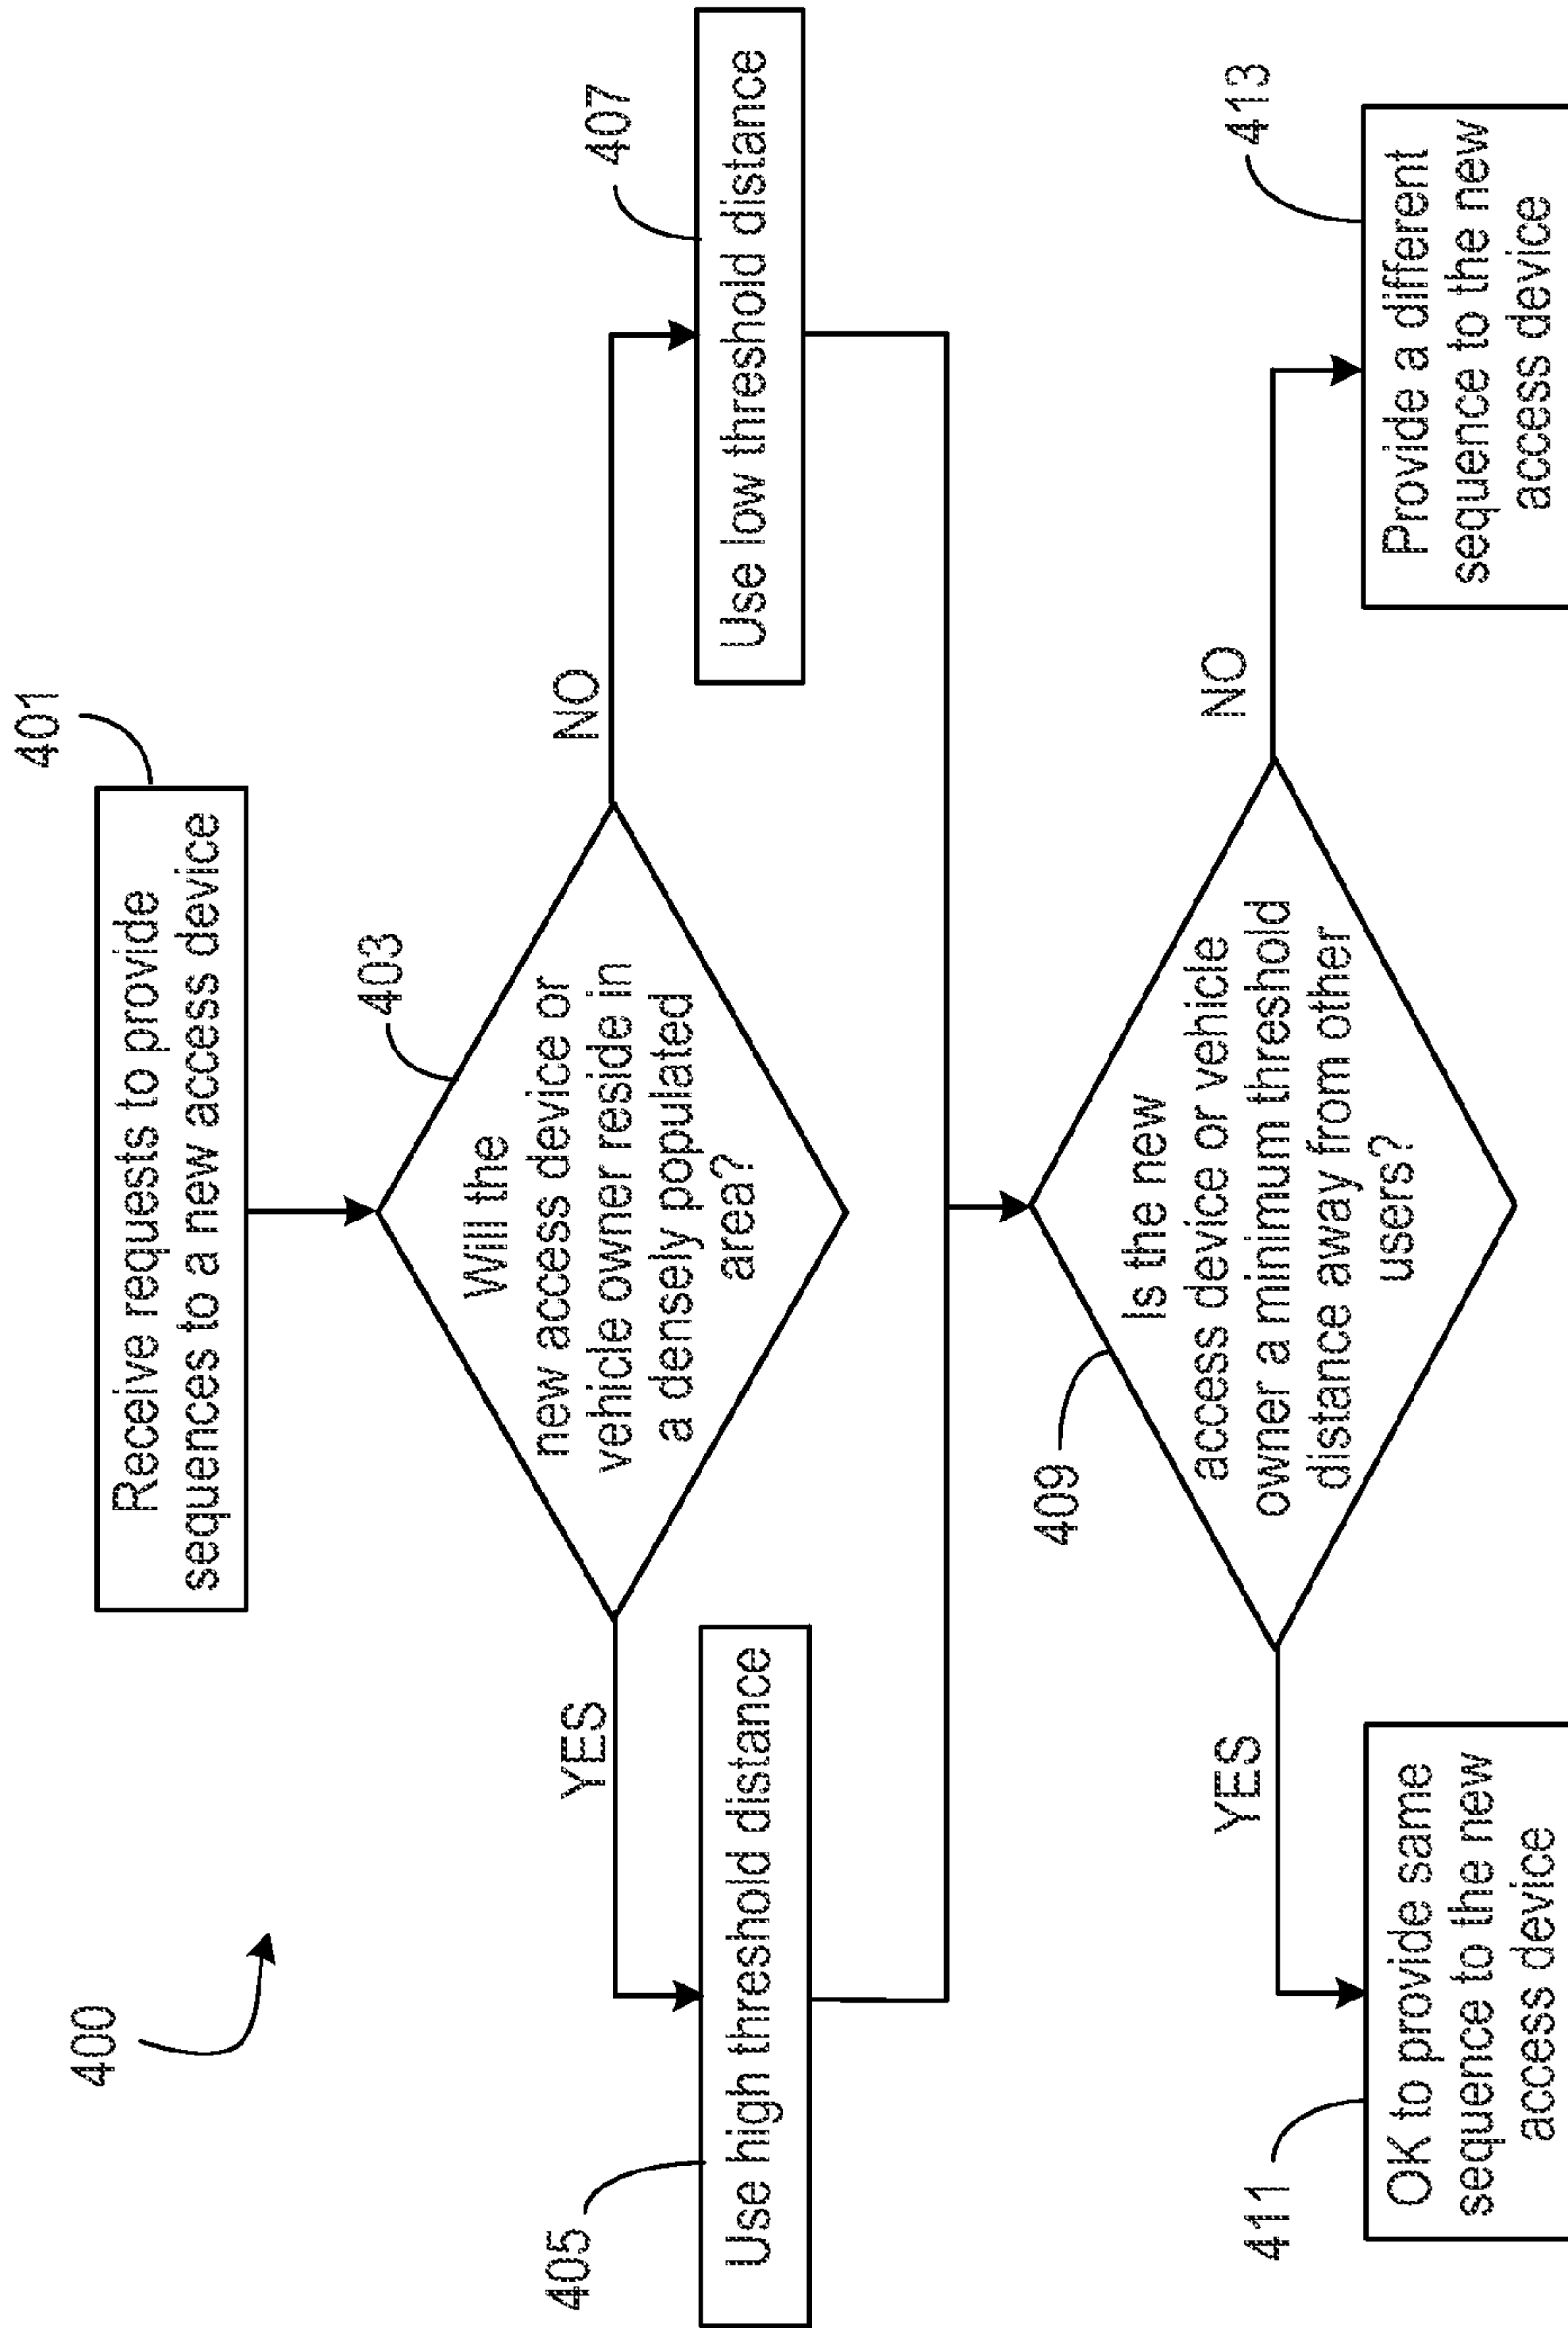 400
401
Receive requests to provide
sequences to a new access device
403
Will the
new access device or
vehicle owner reside in
a densely populated
area?
YES
NO
405
Use high threshold distance
407
Use low threshold distance
409
Is the new
access device or vehicle
owner a minimum threshold
distance away from other
users?
YES
NO
411
OK to provide same
sequence to the new
access device
413
Provide a different
sequence to the new
access device